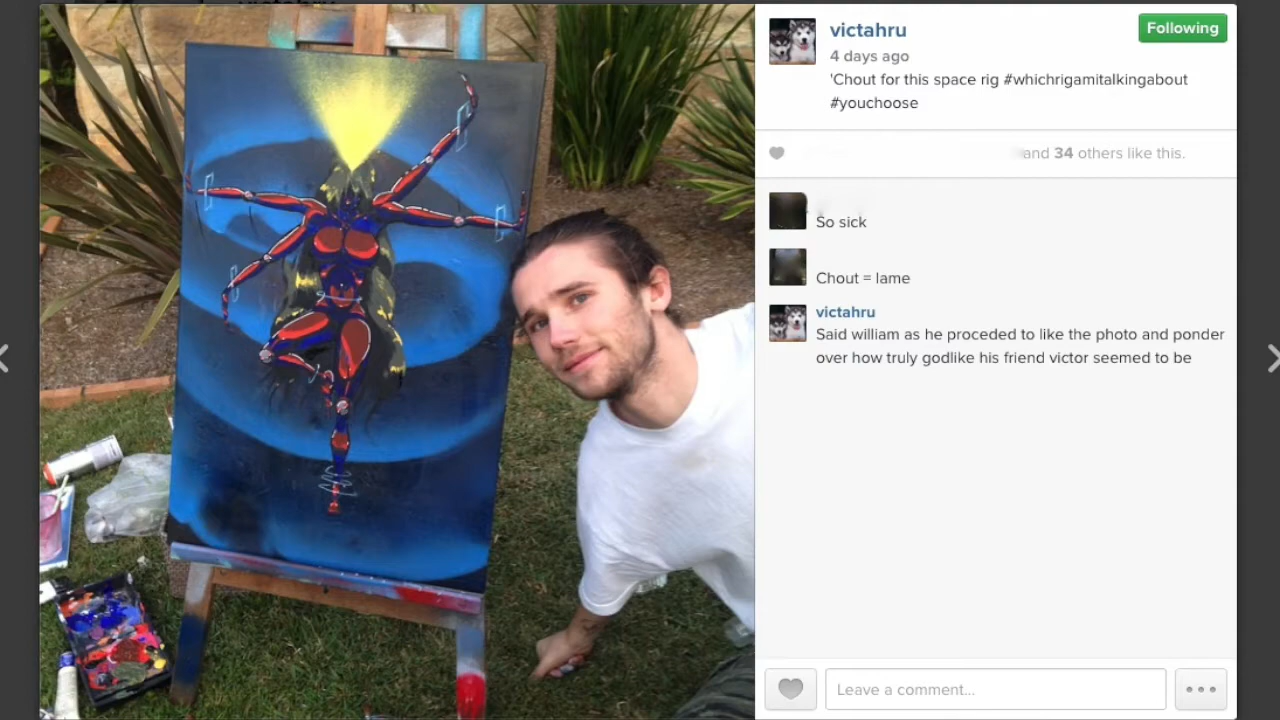 victahru
Following
4 days ago
'Chout for this space rig #whichrigamitalkingabout
#youchoose
and 34 others like this.
So sick
Chout = lame
victahru
Said william as he proceded to like the photo and ponder
over how truly godlike his friend victor seemed to be
Leave a comment...